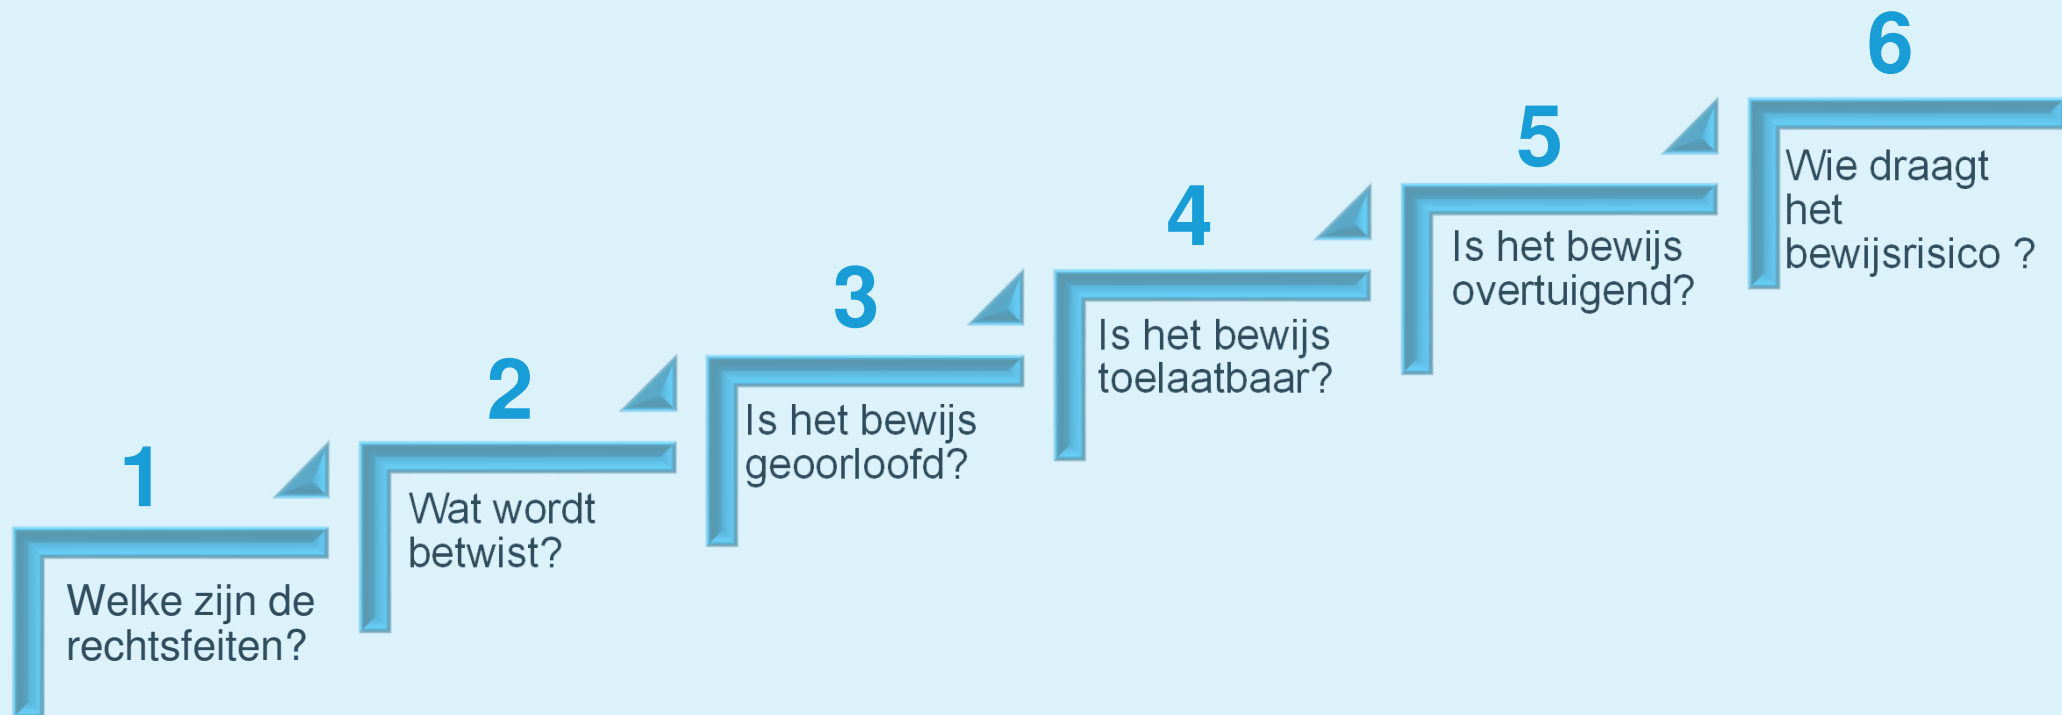 1
Welke zijn de
rechtsfeiten?
2
Wat wordt
betwist?
3
Is het bewijs
geoorloofd?
4
Is het bewijs
toelaatbaar?
5
Is het bewijs
overtuigend?
6
Wie draagt
het
bewijsrisico ?